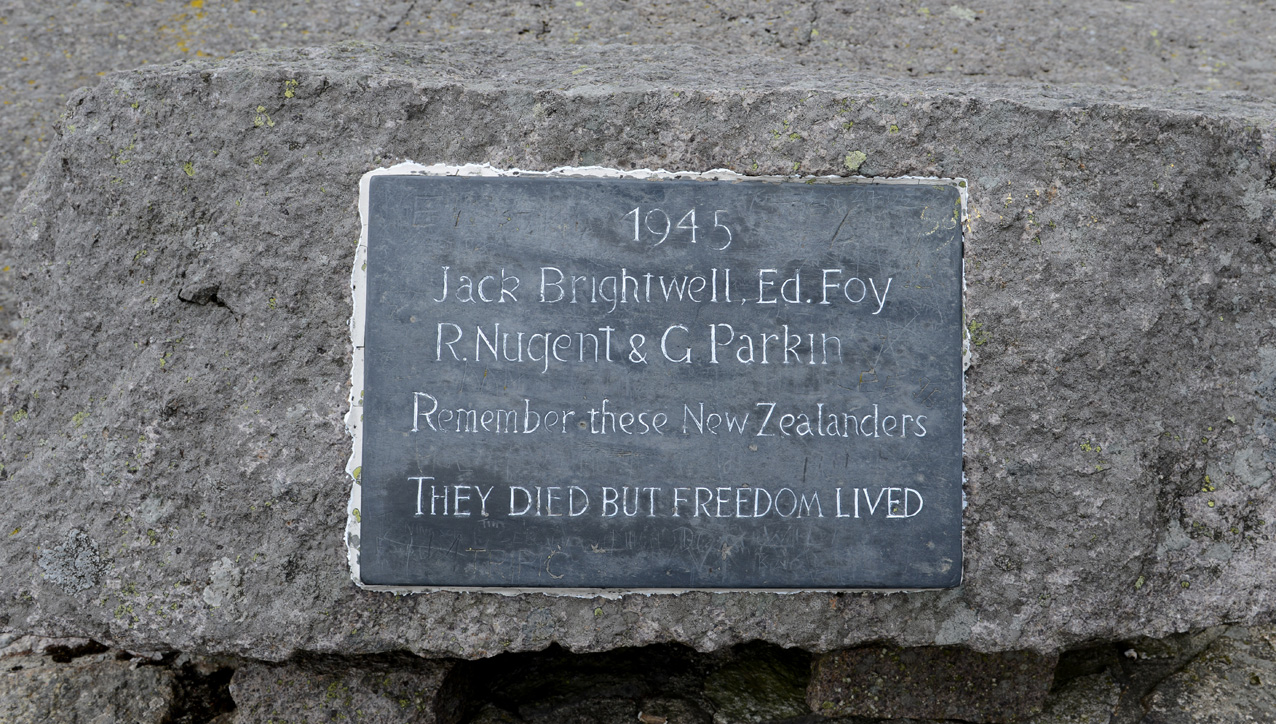 1945
Jack Brightwell, Ed. Foy
R. Nugent & G. Parkin
Remember these New Zealanders
THEY DIED BUT FREEDOM LIVED